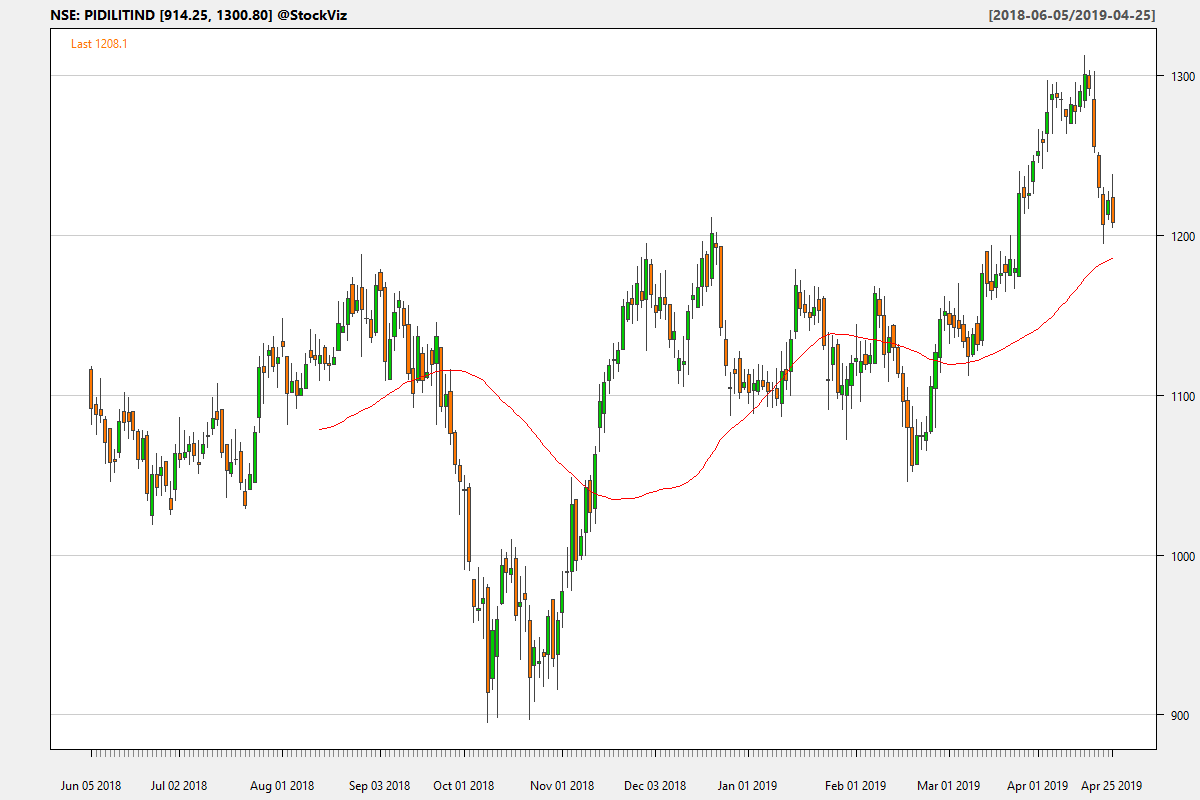 NSE: PIDILITIND [914.25, 1300.80] @StockViz [2018-06-05/2019-04-25]
Last 1208.1
1300
1200
1100
1000
900
Jun 05 2018 Jul 02 2018 Aug 01 2018 Sep 03 2018 Oct 01 2018 Nov 01 2018 Dec 03 2018 Jan 01 2019 Feb 01 2019 Mar 01 2019 Apr 01 2019 Apr 25 2019